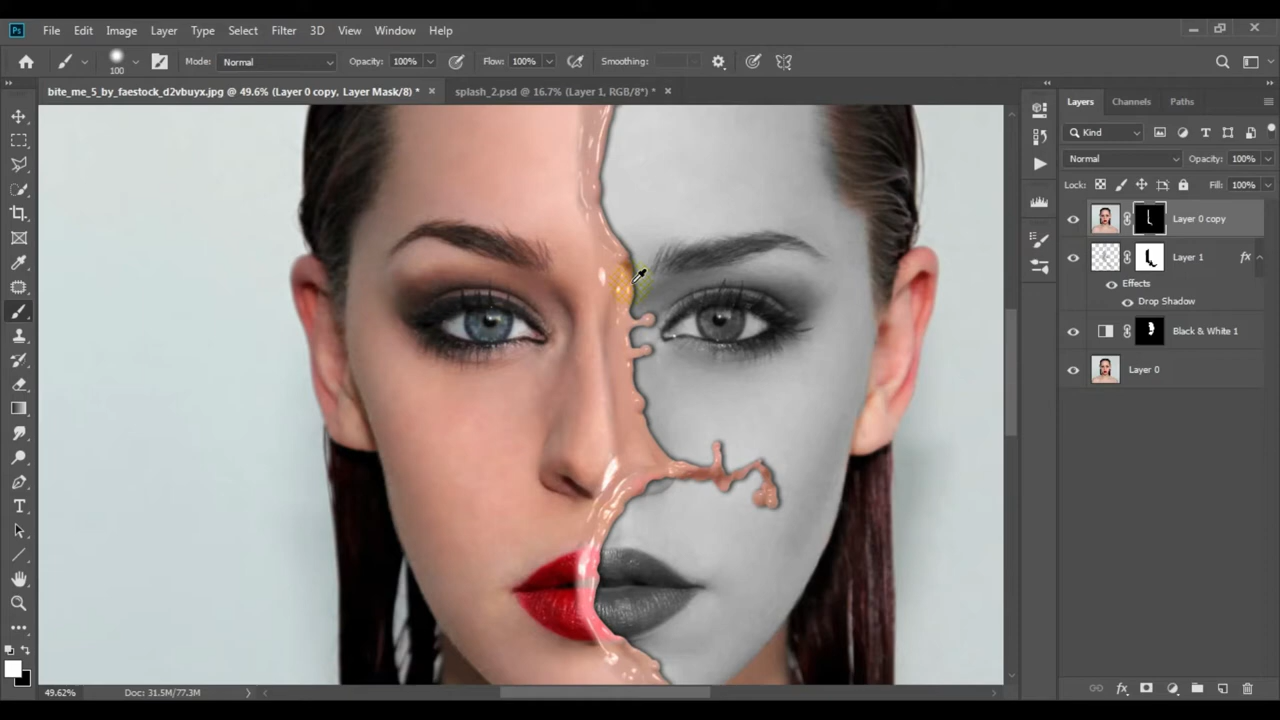 Ps File Edit Image Layer Type Select Filter 3D View Window Help
100 Mode: Normal Opacity: 100% Flow: 100% Smoothing:
bite_me_5_by_faestock_d2vbuyx.jpg @ 49.6% (Layer 0 copy, Layer Mask/8) * splash_2.psd @ 16.7% (Layer 1, RGB/8*) *
Layers Channels Paths
Kind
Normal Opacity: 100%
Lock: Fill: 100%
Layer 0 copy
Layer 1 fx
Effects
Drop Shadow
Black & White 1
Layer 0
49.62% Doc: 31.5M/77.3M